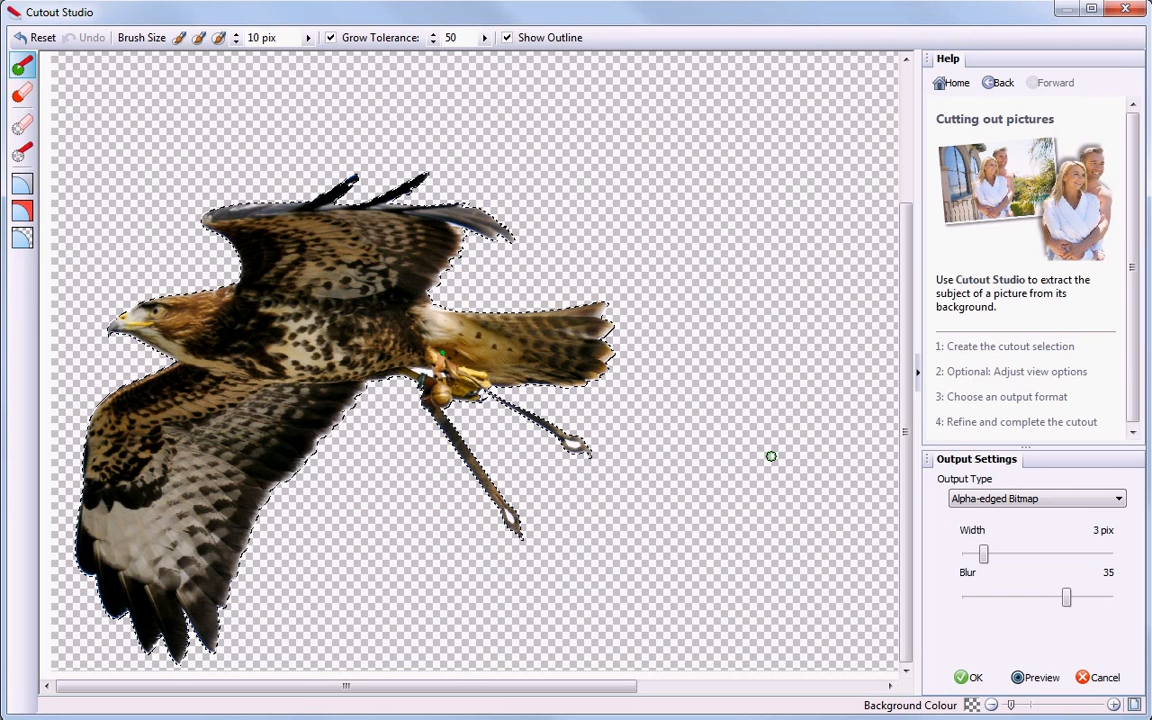 Cutout Studio
Reset Undo Brush Size 10 pix Grow Tolerance: 50 Show Outline
Help
Home Back Forward
Cutting out pictures
Use Cutout Studio to extract the
subject of a picture from its
background.
1: Create the cutout selection
2: Optional: Adjust view options
3: Choose an output format
4: Refine and complete the cutout
Output Settings
Output Type
Alpha-edged Bitmap
Width 3 pix
Blur 35
OK Preview Cancel
Background Colour